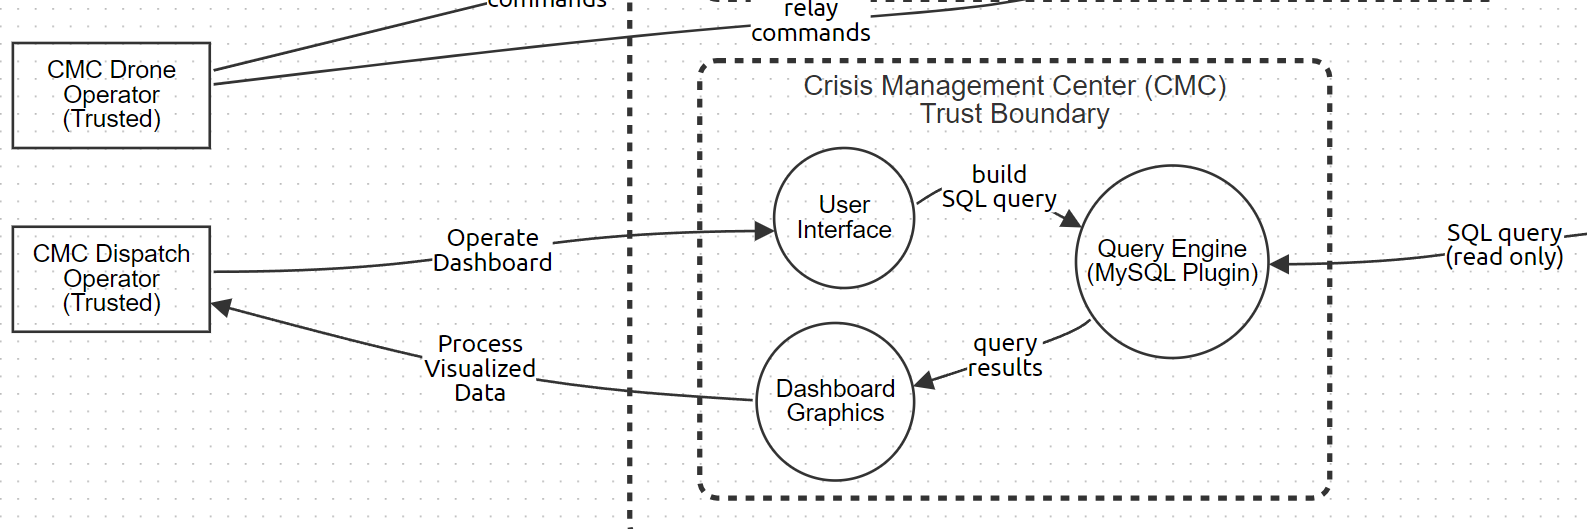 commands
relay
commands
CMC Drone
Operator
(Trusted)
Crisis Management Center (CMC)
Trust Boundary
build
SQL query
User
Interface
Query Engine
(MySQL Plugin)
SQL query
(read only)
CMC Dispatch
Operator
(Trusted)
Operate
Dashboard
Process
Visualized
Data
query
results
Dashboard
Graphics